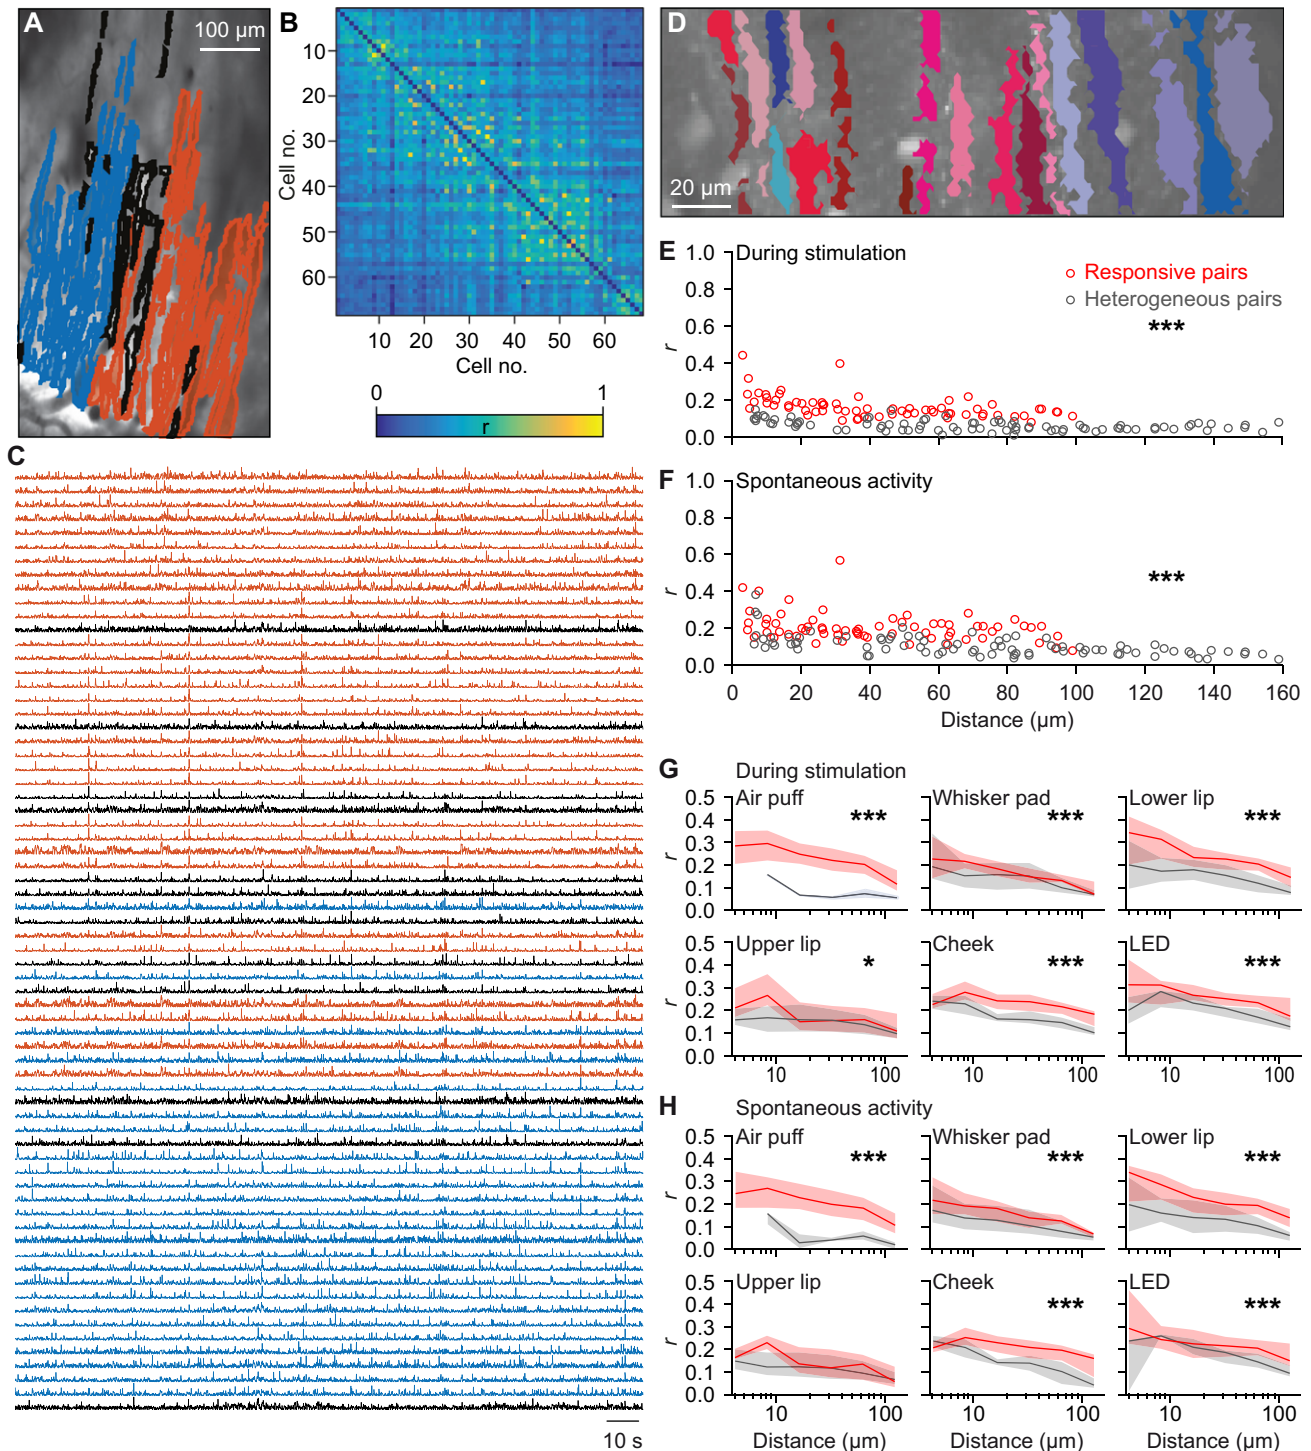 A
100 µm
B
10
20
30
40
50
60
Cell no.
10 20 30 40 50 60
Cell no.
0 1
r
C
10 s
D
20 µm
E
During stimulation
Responsive pairs
Heterogeneous pairs
***
1.0
0.8
0.6
0.4
0.2
0.0
r
F
Spontaneous activity
***
1.0
0.8
0.6
0.4
0.2
0.0
r
0 20 40 60 80 100 120 140 160
Distance (µm)
G
During stimulation
Air puff
***
Whisker pad
***
Lower lip
***
0.5
0.4
0.3
0.2
0.1
0.0
r
Upper lip
*
Cheek
***
LED
***
0.5
0.4
0.3
0.2
0.1
0.0
r
10 100 10 100 10 100
H
Spontaneous activity
Air puff
***
Whisker pad
***
Lower lip
***
0.5
0.4
0.3
0.2
0.1
0.0
r
Upper lip
Cheek
***
LED
***
0.5
0.4
0.3
0.2
0.1
0.0
r
10 100 10 100 10 100
Distance (µm) Distance (µm) Distance (µm)